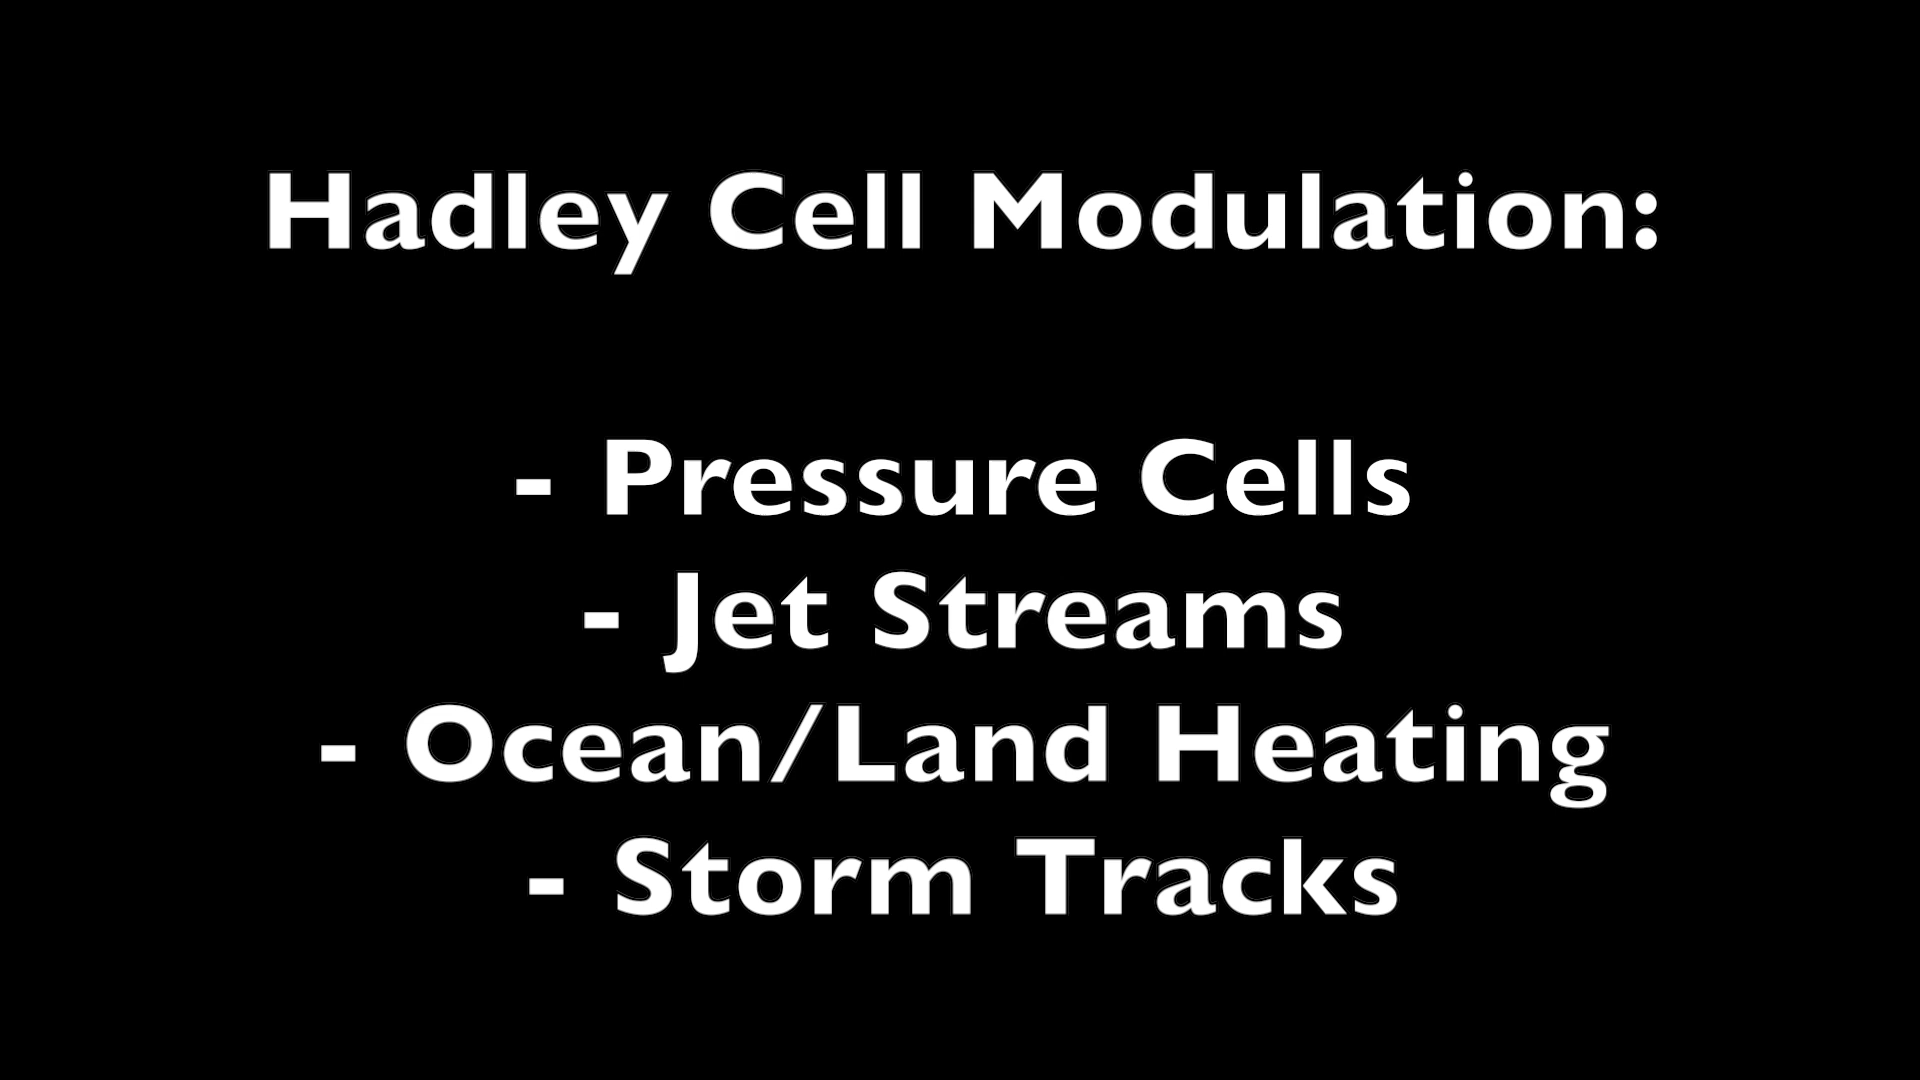 Hadley Cell Modulation:
- Pressure Cells
- Jet Streams
- Ocean/Land Heating
- Storm Tracks